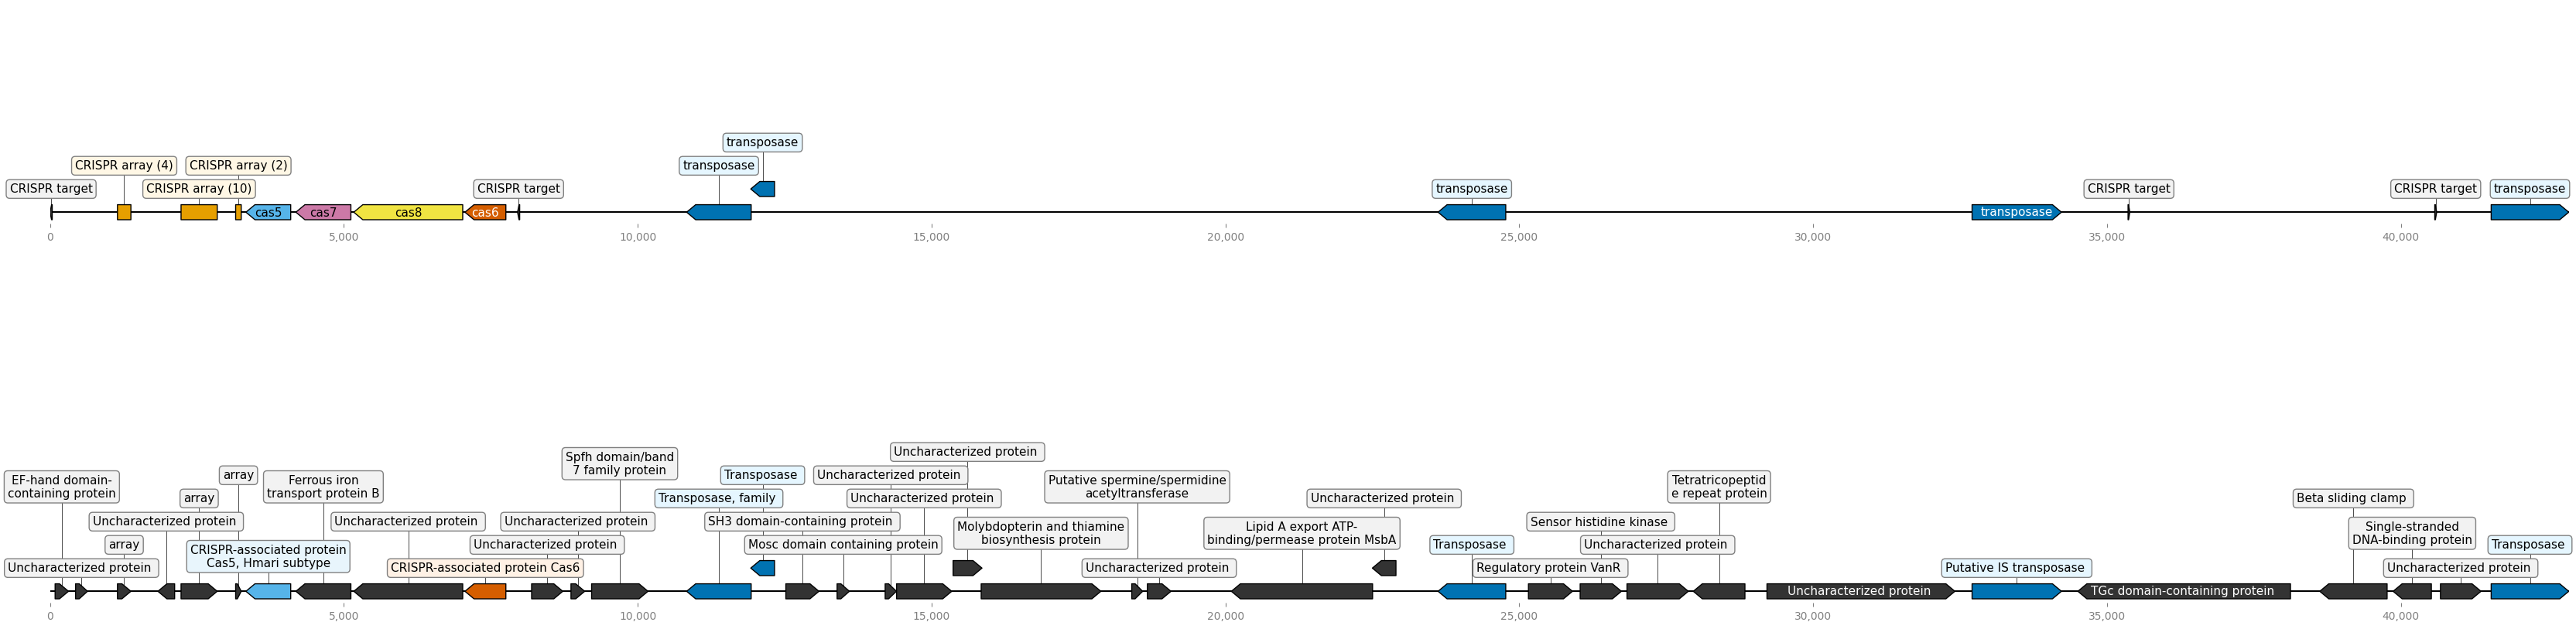 transposase
CRISPR array (4)
CRISPR array (2)
transposase
CRISPR target
CRISPR array (10)
CRISPR target
transposase
CRISPR target
CRISPR target
transposase
cas5
cas7
cas8
cas6
transposase
0
5,000
10,000
15,000
20,000
25,000
30,000
35,000
40,000
Uncharacterized protein
Spfh domain/band
7 family protein
EF-hand domain-
containing protein
array
Ferrous iron
transport protein B
Transposase
Uncharacterized protein
Putative spermine/spermidine
acetyltransferase
Tetratricopeptid
e repeat protein
array
Transposase, family
Uncharacterized protein
Uncharacterized protein
Beta sliding clamp
Uncharacterized protein
Uncharacterized protein
Uncharacterized protein
SH3 domain-containing protein
Molybdopterin and thiamine
biosynthesis protein
Lipid A export ATP-
binding/permease protein MsbA
Sensor histidine kinase
Single-stranded
DNA-binding protein
array
CRISPR-associated protein
Cas5, Hmari subtype
Uncharacterized protein
Mosc domain containing protein
Transposase
Uncharacterized protein
Transposase
Uncharacterized protein
CRISPR-associated protein Cas6
Uncharacterized protein
Regulatory protein VanR
Putative IS transposase
Uncharacterized protein
Uncharacterized protein
TGc domain-containing protein
0
5,000
10,000
15,000
20,000
25,000
30,000
35,000
40,000